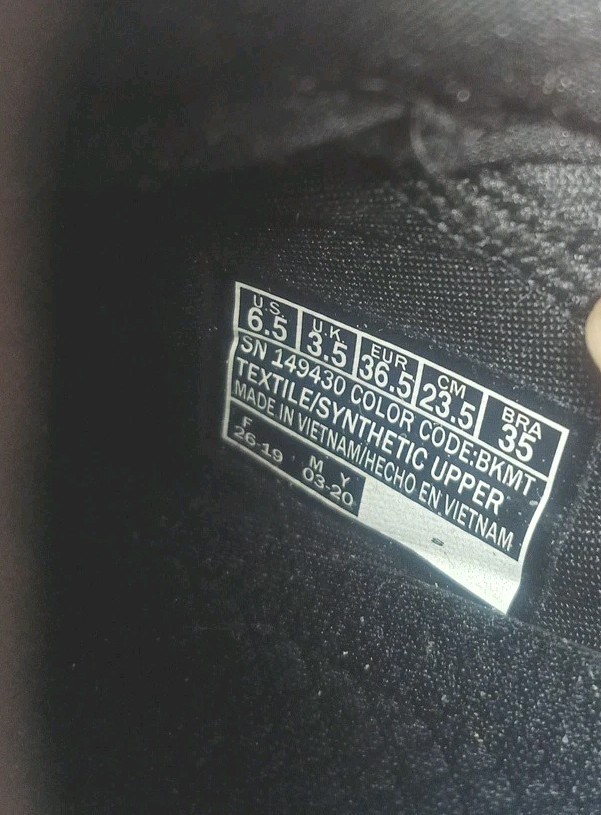 U.S. U.K. EUR CM BRA
6.5 3.5 36.5 23.5 35
SN 149430 COLOR CODE:BKMT
TEXTILE/SYNTHETIC UPPER
MADE IN VIETNAM/HECHO EN VIETNAM
F M Y
26-19 03-20